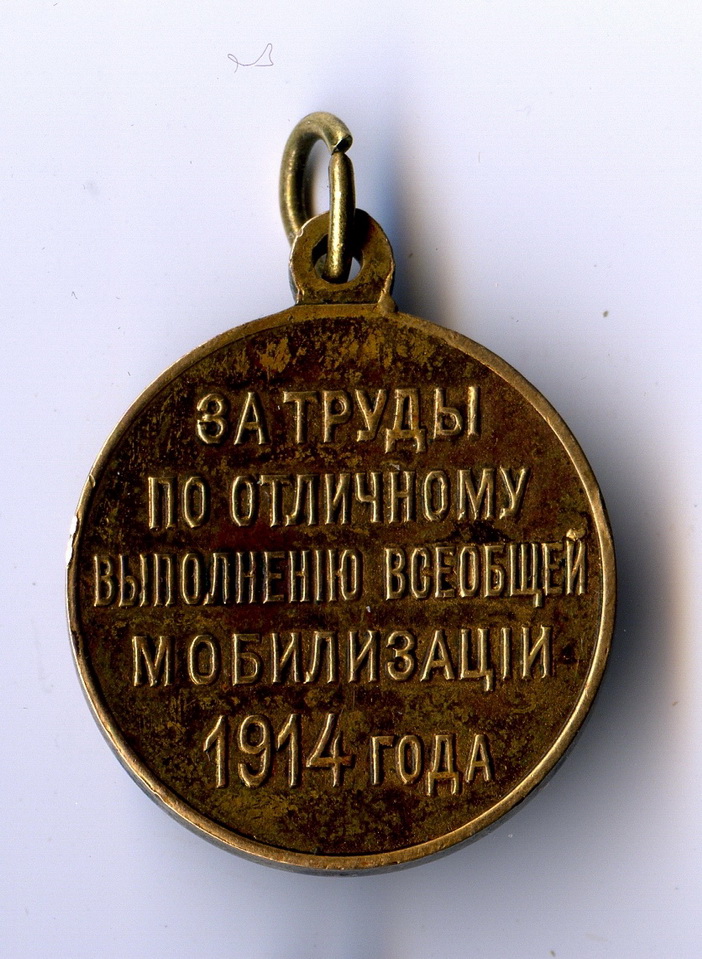 ЗА ТРУДЫ
ПО ОТЛИЧНОМУ
ВЫПОЛНЕНІЮ ВСЕОБЩЕЙ
МОБИЛИЗАЦІИ
1914 ГОДА